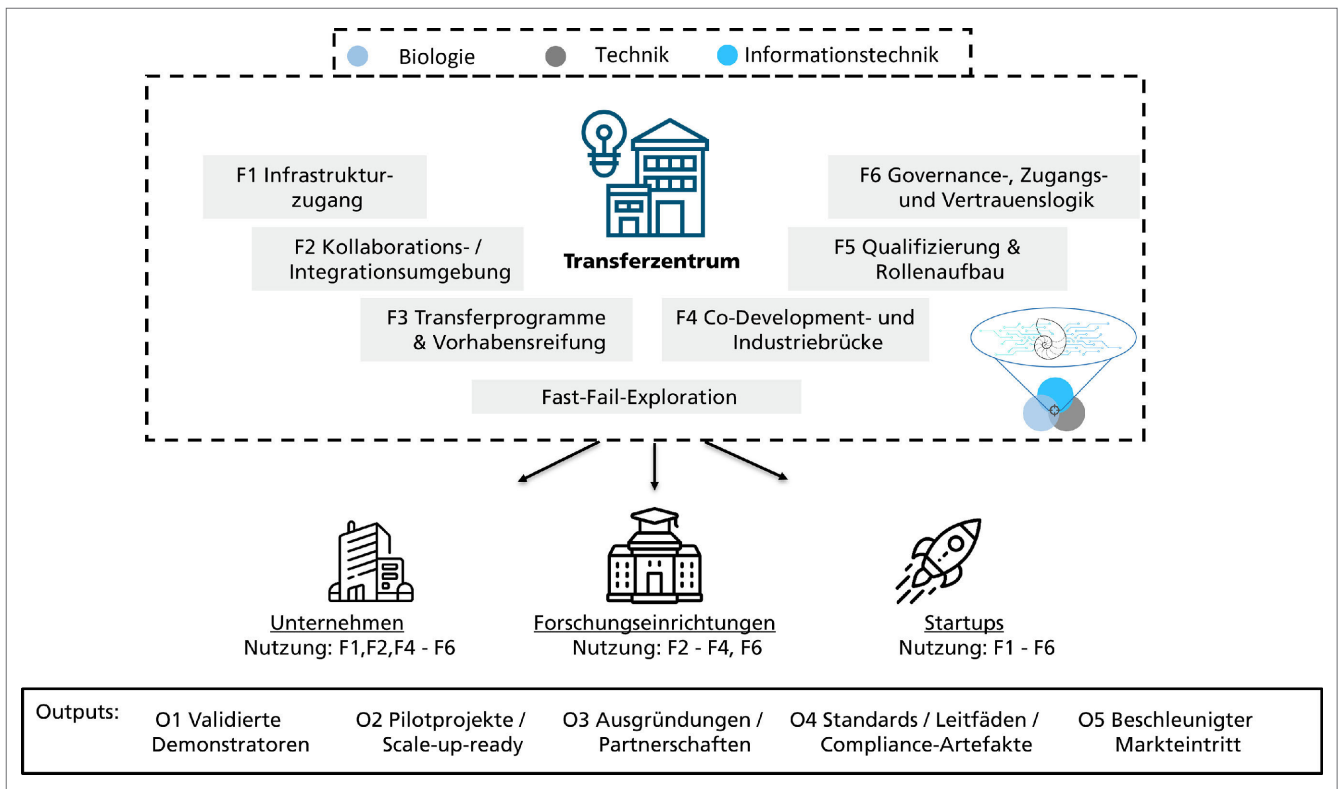 Biologie
Technik
Informationstechnik
F1 Infrastruktur-
zugang
F2 Kollaborations- /
Integrationsumgebung
F3 Transferprogramme
& Vorhabensreifung
Transferzentrum
F4 Co-Development- und
Industriebrücke
F5 Qualifizierung &
Rollenaufbau
F6 Governance-, Zugangs-
und Vertrauenslogik
Fast-Fail-Exploration
Unternehmen
Nutzung: F1,F2,F4 - F6
Forschungseinrichtungen
Nutzung: F2 - F4, F6
Startups
Nutzung: F1 - F6
Outputs:
O1 Validierte
Demonstratoren
O2 Pilotprojekte /
Scale-up-ready
O3 Ausgründungen /
Partnerschaften
O4 Standards / Leitfäden /
Compliance-Artefakte
O5 Beschleunigter
Markteintritt